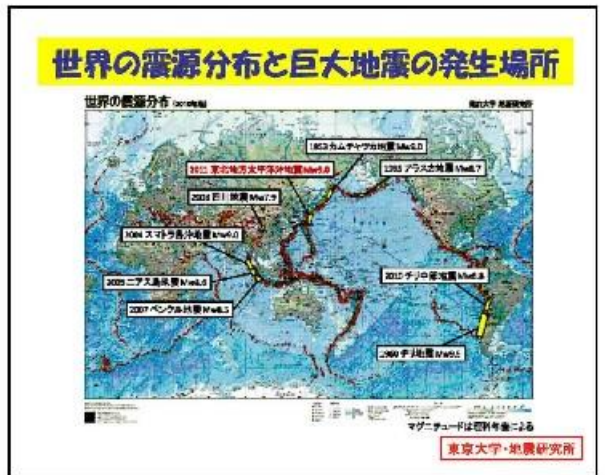 世界の震源分布と巨大地震の発生場所
世界の震源分布
東京大学 地震研究所
1952 カムチャツカ地震 Mw9.0
2011 東北地方太平洋沖地震 Mw9.0
2008 四川地震 Mw7.9
2004 スマトラ島沖地震 Mw9.0
2005 ニアス島地震 Mw8.6
2007 ベンクル地震 Mw8.5
アラスカ地震
2010 チリ中部地震 Mw8.8
1960 チリ地震 Mw9.5
マグニチュードは理科年表による
東京大学・地震研究所